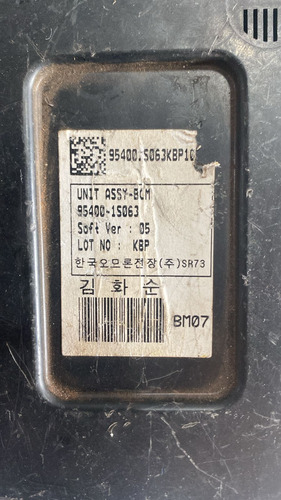 95400,S063KBP10
UNIT ASSY-BCM
95400-1S063
Soft Ver : 05
LOT NO : KBP
한국오므론전장(주)SR73
김 화 순
BM07